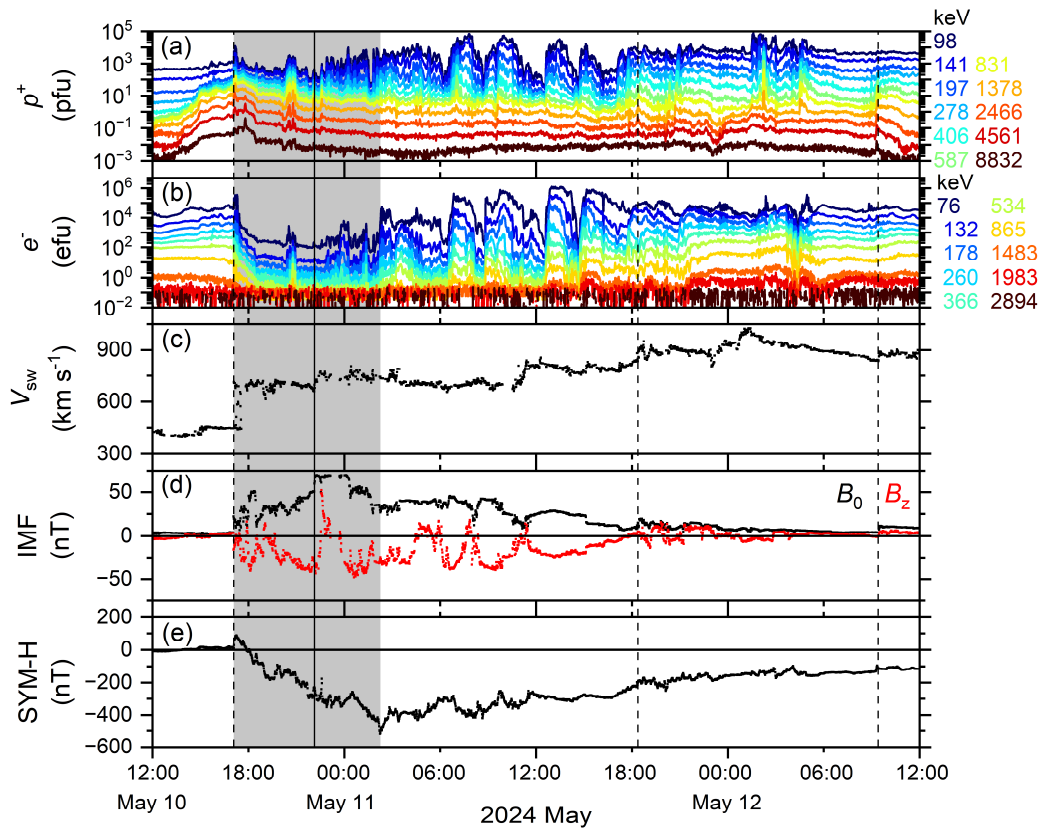 (a)
p⁺
(pfu)
10⁵
10³
10¹
10⁻¹
10⁻³
keV
98
141 831
197 1378
278 2466
406 4561
587 8832
(b)
e⁻
(efu)
10⁶
10⁴
10²
10⁰
10⁻²
keV
76 534
132 865
178 1483
260 1983
366 2894
(c)
V_sw
(km s⁻¹)
900
600
300
(d)
IMF
(nT)
50
0
-50
B₀ B_z
(e)
SYM-H
(nT)
200
0
-200
-400
-600
12:00 18:00 00:00 06:00 12:00 18:00 00:00 06:00 12:00
May 10 May 11 May 12
2024 May